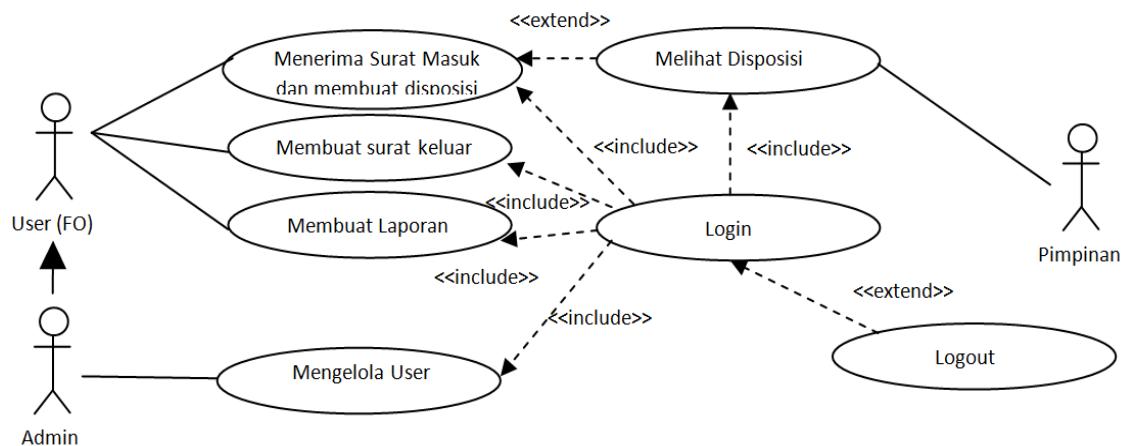 <<extend>>
Menerima Surat Masuk
dan membuat disposisi
Melihat Disposisi
Membuat surat keluar
<<include>>
<<include>>
<<include>>
Membuat Laporan
Login
User (FO)
Pimpinan
<<include>>
<<extend>>
<<include>>
Logout
Mengelola User
Admin